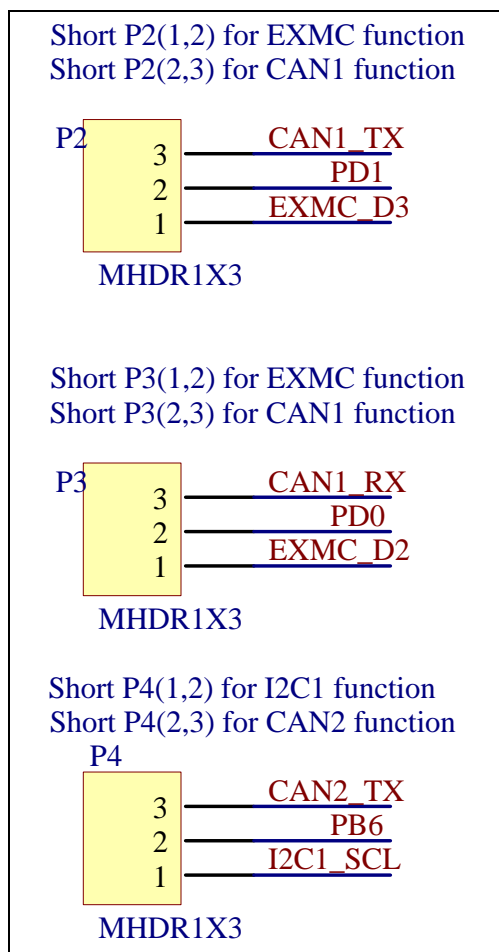 Short P2(1,2) for EXMC function
Short P2(2,3) for CAN1 function
P2
3 CAN1_TX
2 PD1
1 EXMC_D3
MHDR1X3
Short P3(1,2) for EXMC function
Short P3(2,3) for CAN1 function
P3
3 CAN1_RX
2 PD0
1 EXMC_D2
MHDR1X3
Short P4(1,2) for I2C1 function
Short P4(2,3) for CAN2 function
P4
3 CAN2_TX
2 PB6
1 I2C1_SCL
MHDR1X3